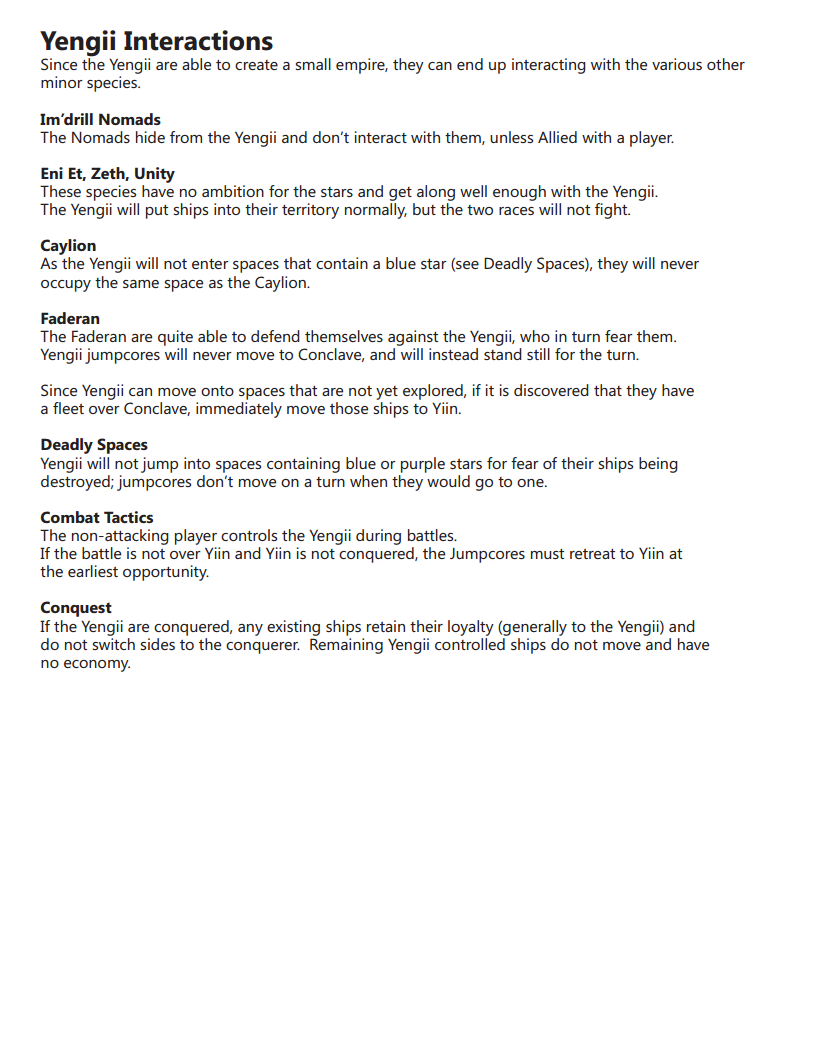 Yengii Interactions
Since the Yengii are able to create a small empire, they can end up interacting with the various other
minor species.
Im’drill Nomads
The Nomads hide from the Yengii and don’t interact with them, unless Allied with a player.
Eni Et, Zeth, Unity
These species have no ambition for the stars and get along well enough with the Yengii.
The Yengii will put ships into their territory normally, but the two races will not fight.
Caylion
As the Yengii will not enter spaces that contain a blue star (see Deadly Spaces), they will never
occupy the same space as the Caylion.
Faderan
The Faderan are quite able to defend themselves against the Yengii, who in turn fear them.
Yengii jumpcores will never move to Conclave, and will instead stand still for the turn.
Since Yengii can move onto spaces that are not yet explored, if it is discovered that they have
a fleet over Conclave, immediately move those ships to Yiin.
Deadly Spaces
Yengii will not jump into spaces containing blue or purple stars for fear of their ships being
destroyed; jumpcores don’t move on a turn when they would go to one.
Combat Tactics
The non-attacking player controls the Yengii during battles.
If the battle is not over Yiin and Yiin is not conquered, the Jumpcores must retreat to Yiin at
the earliest opportunity.
Conquest
If the Yengii are conquered, any existing ships retain their loyalty (generally to the Yengii) and
do not switch sides to the conquerer.  Remaining Yengii controlled ships do not move and have
no economy.